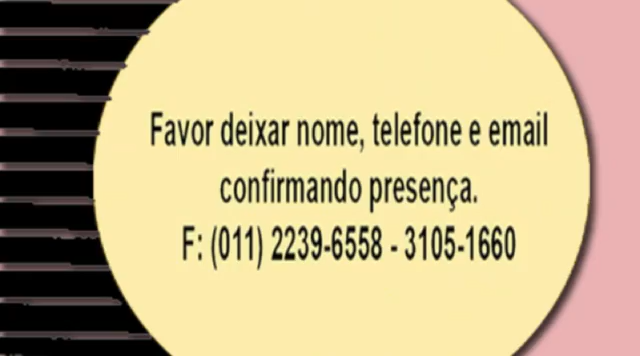 Favor deixar nome, telefone e email
confirmando presença.
F: (011) 2239-6558 - 3105-1660